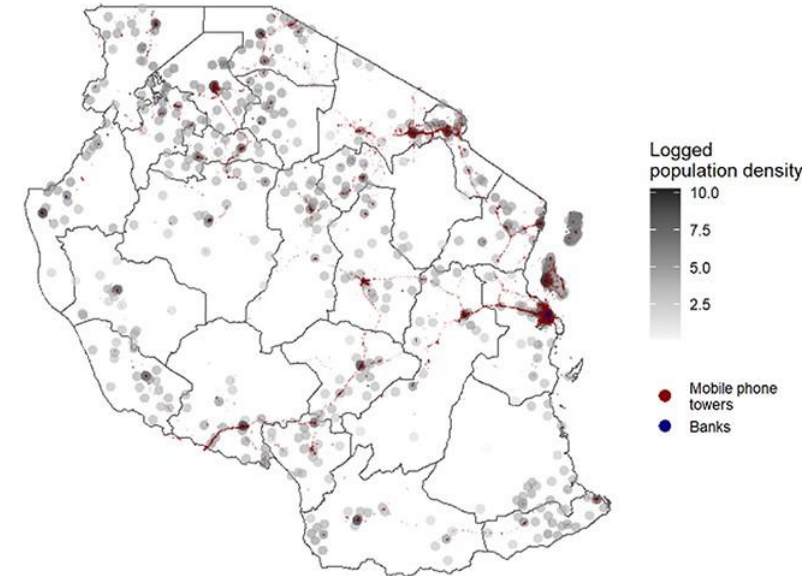 Logged
population density
10.0
7.5
5.0
2.5
Mobile phone
towers
Banks